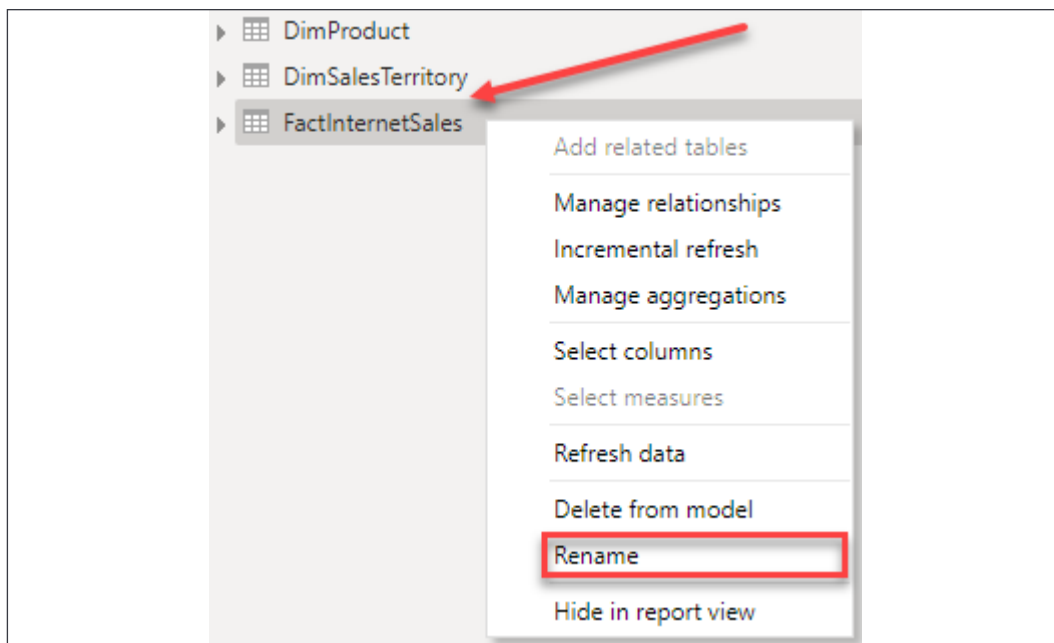 DimProduct
DimSalesTerritory
FactInternetSales
Add related tables
Manage relationships
Incremental refresh
Manage aggregations
Select columns
Select measures
Refresh data
Delete from model
Rename
Hide in report view